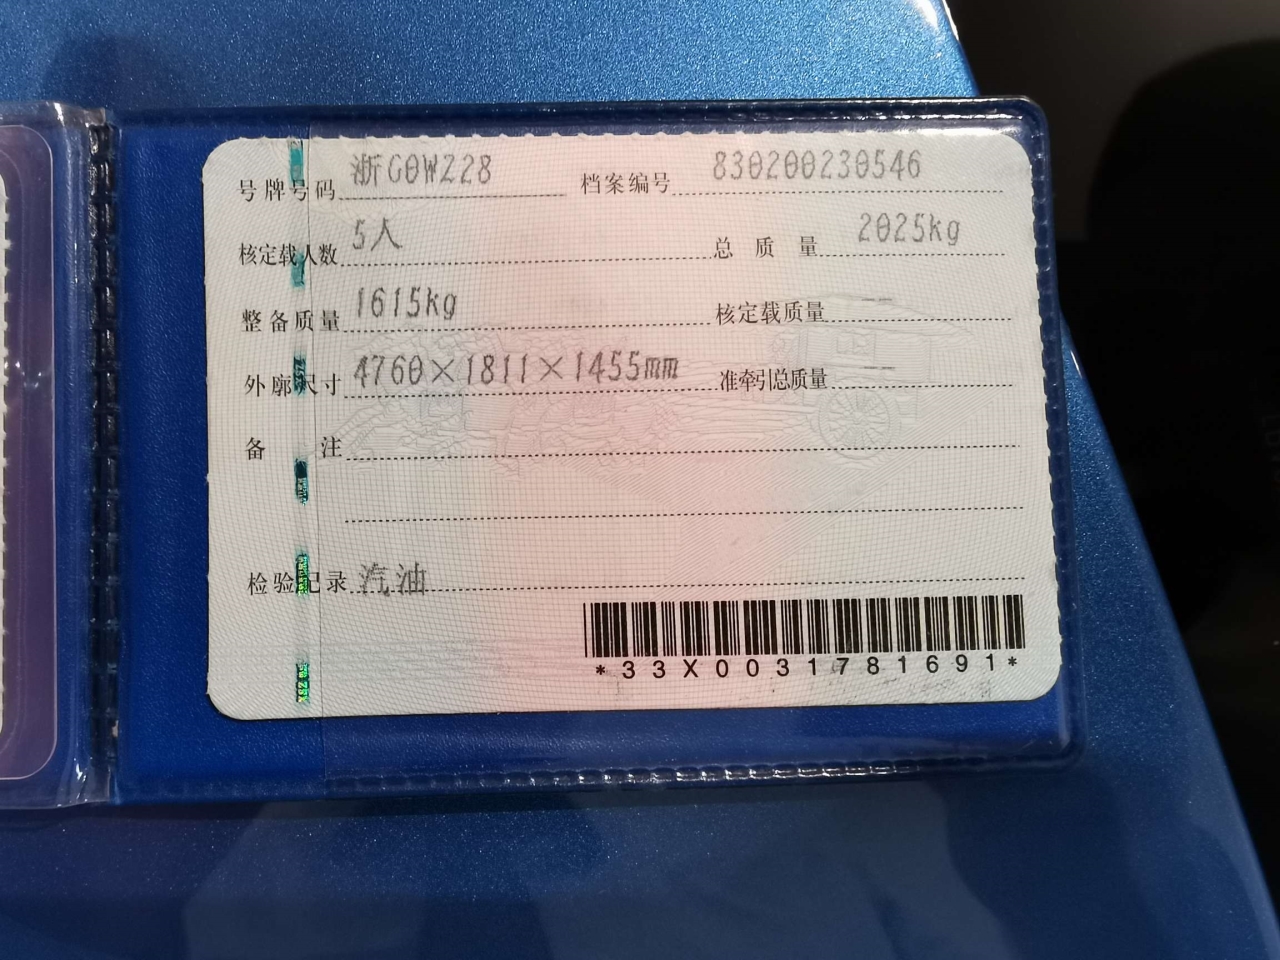 号牌号码 浙G0WZ28 档案编号 830200230546
核定载人数 5人 总质量 2025kg
整备质量 1615kg 核定载质量 --
外廓尺寸 4760×1811×1455mm 准牵引总质量 --
备注
检验记录 汽油
*33X0031781691*